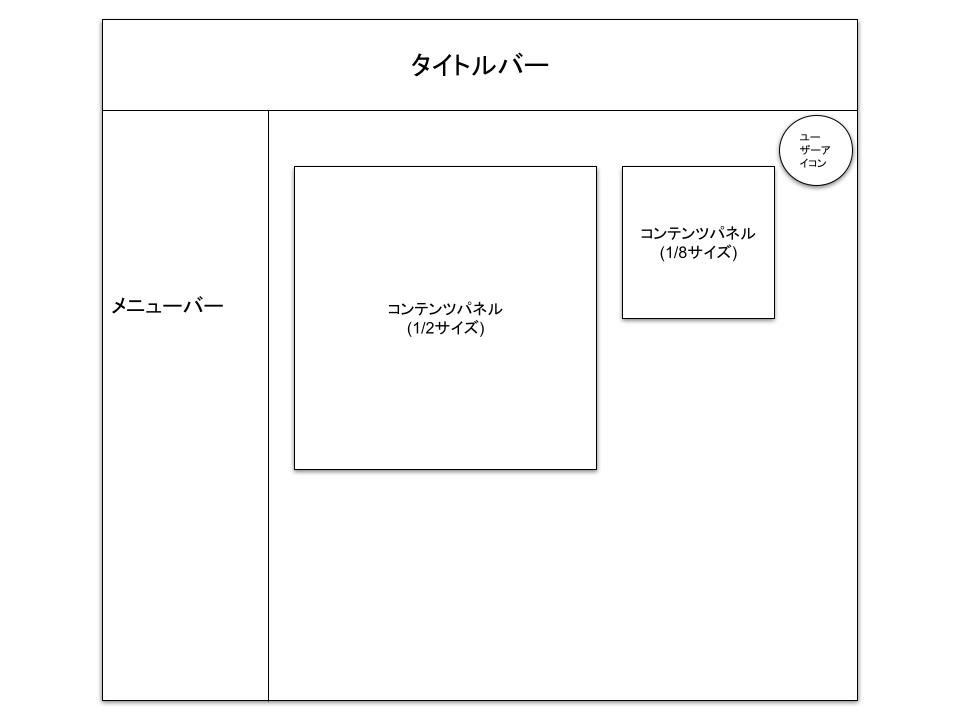 タイトルバー
ユー
ザーア
イコン
コンテンツパネル
(1/8サイズ)
メニューバー
コンテンツパネル
(1/2サイズ)